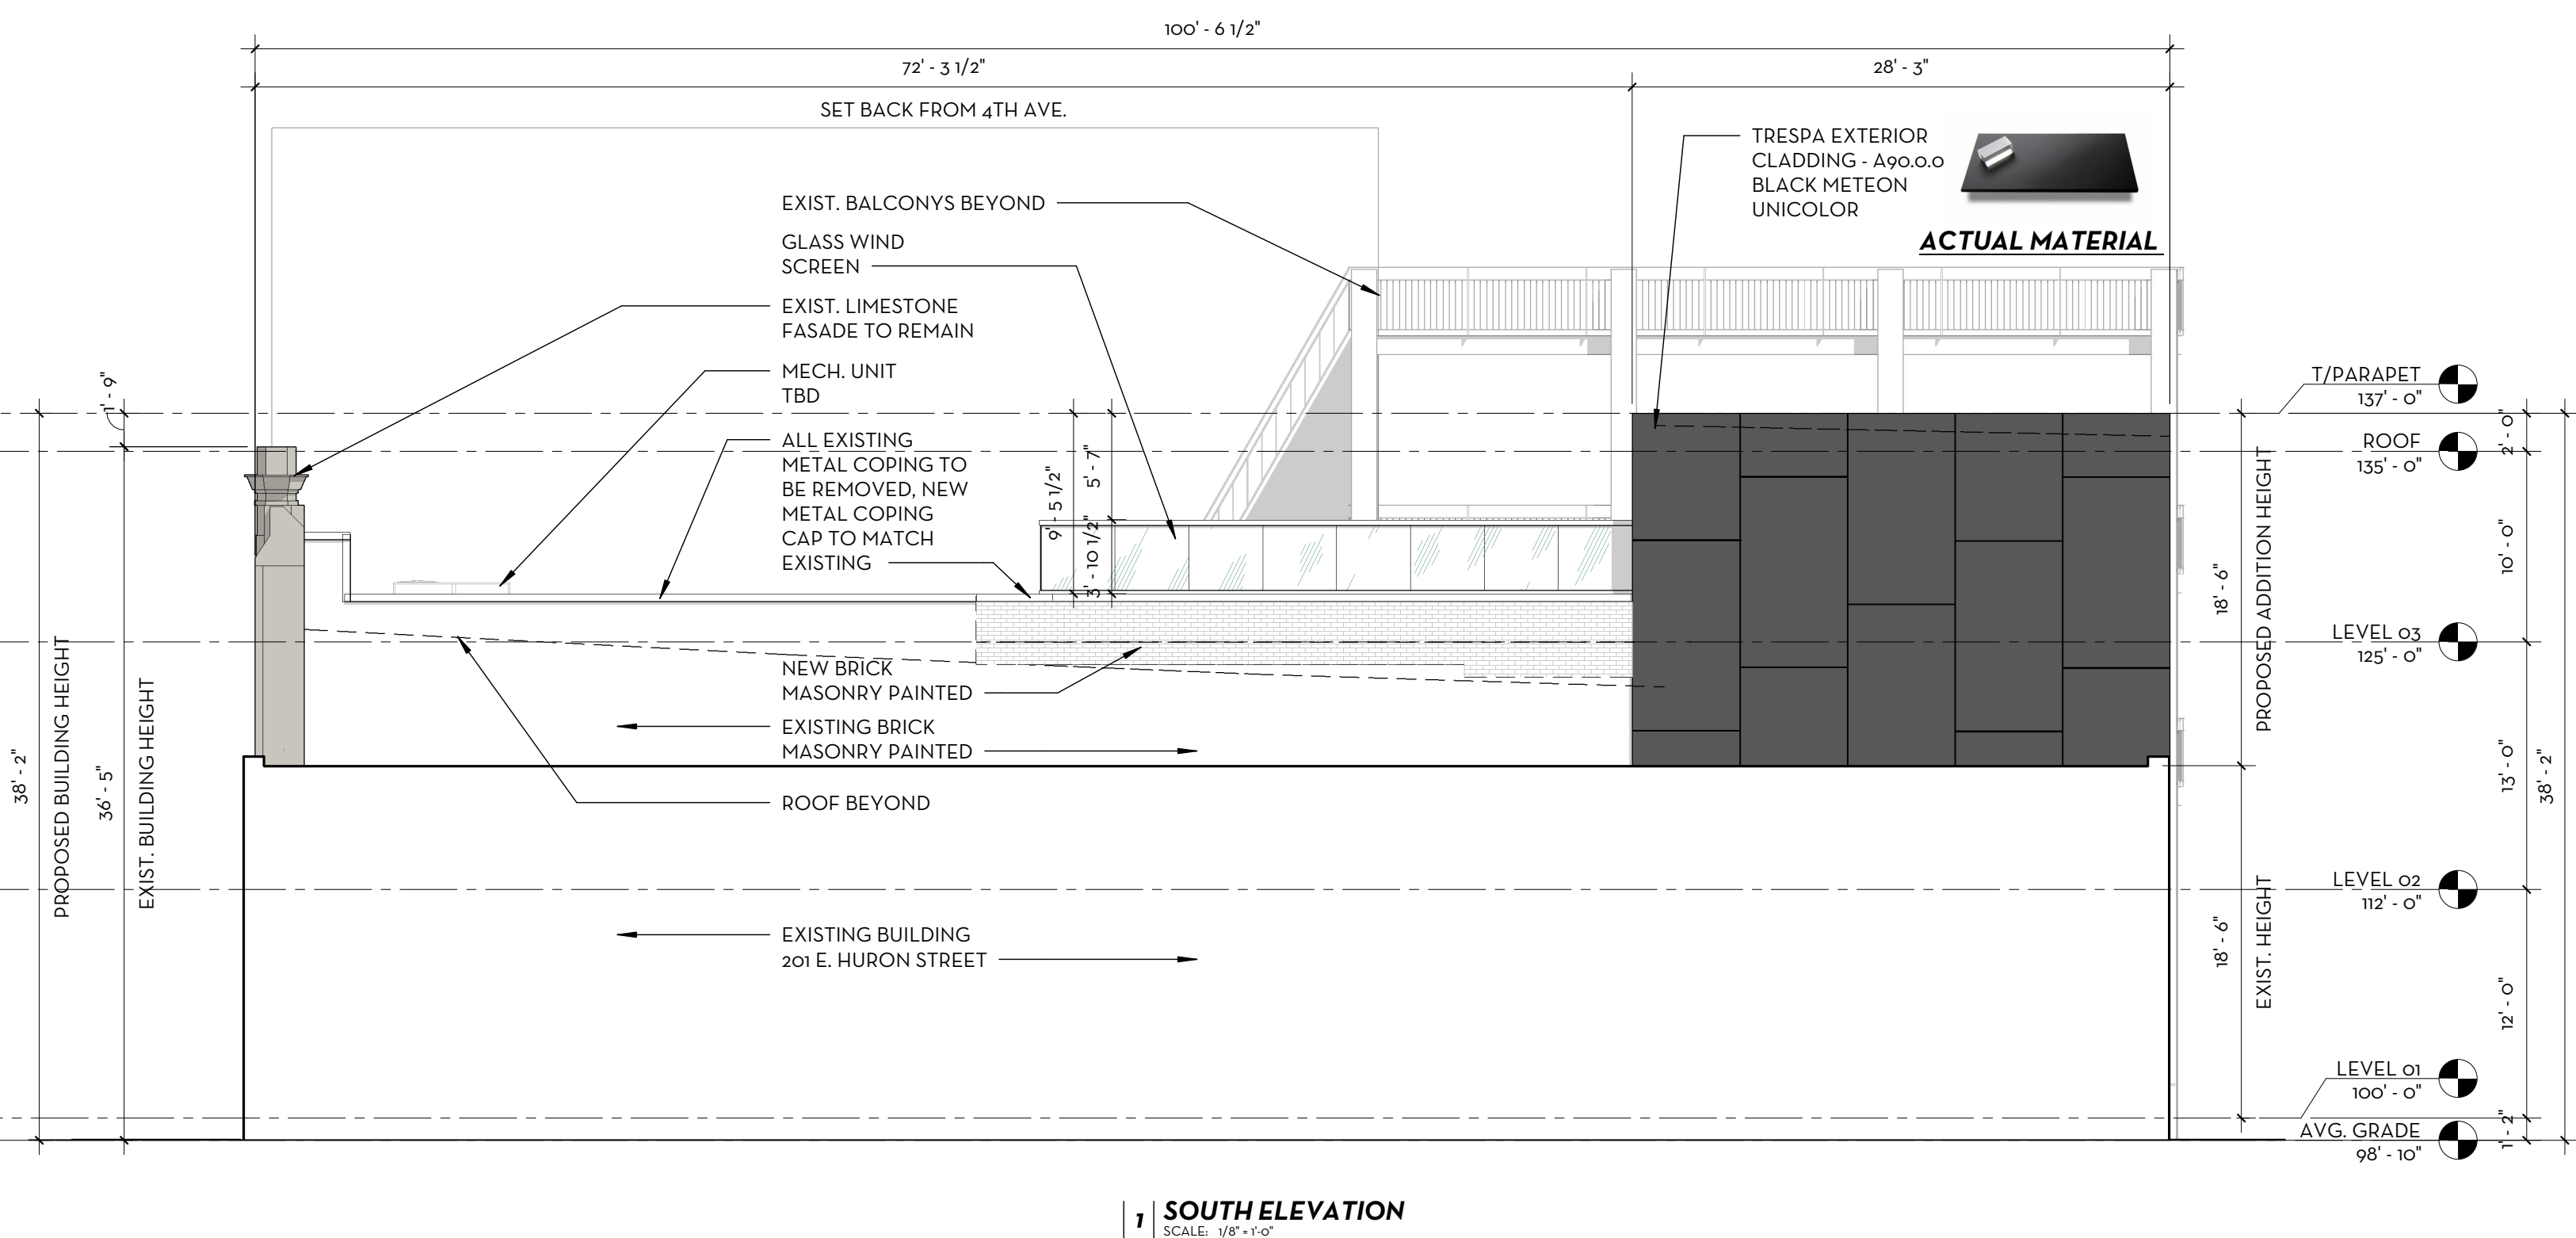 100' - 6 1/2"
72' - 3 1/2"
28' - 3"
SET BACK FROM 4TH AVE.
TRESPA EXTERIOR
CLADDING - A90.0.0
BLACK METEON
UNICOLOR
ACTUAL MATERIAL
EXIST. BALCONYS BEYOND
GLASS WIND
SCREEN
EXIST. LIMESTONE
FASADE TO REMAIN
MECH. UNIT
TBD
ALL EXISTING
METAL COPING TO
BE REMOVED, NEW
METAL COPING
CAP TO MATCH
EXISTING
NEW BRICK
MASONRY PAINTED
EXISTING BRICK
MASONRY PAINTED
ROOF BEYOND
EXISTING BUILDING
201 E. HURON STREET
1' - 9"
38' - 2"
PROPOSED BUILDING HEIGHT
36' - 5"
EXIST. BUILDING HEIGHT
9' - 5 1/2"
5' - 7"
3' - 10 1/2"
18' - 6"
PROPOSED ADDITION HEIGHT
18' - 6"
EXIST. HEIGHT
T/PARAPET
137' - 0"
ROOF
135' - 0"
LEVEL 03
125' - 0"
LEVEL 02
112' - 0"
LEVEL 01
100' - 0"
AVG. GRADE
98' - 10"
2' - 0"
10' - 0"
13' - 0"
12' - 0"
1' - 2"
38' - 2"
1 SOUTH ELEVATION
SCALE: 1/8" = 1'-0"